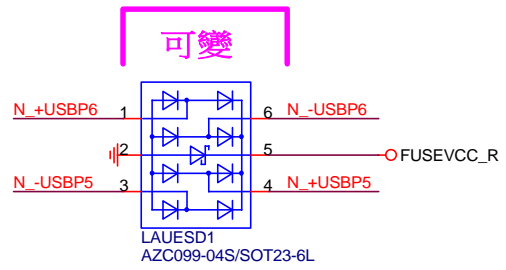 可變
N_+USBP6 1 6 N_-USBP6
2 5 FUSEVCC_R
N_-USBP5 3 4 N_+USBP5
LAUESD1
AZC099-04S/SOT23-6L